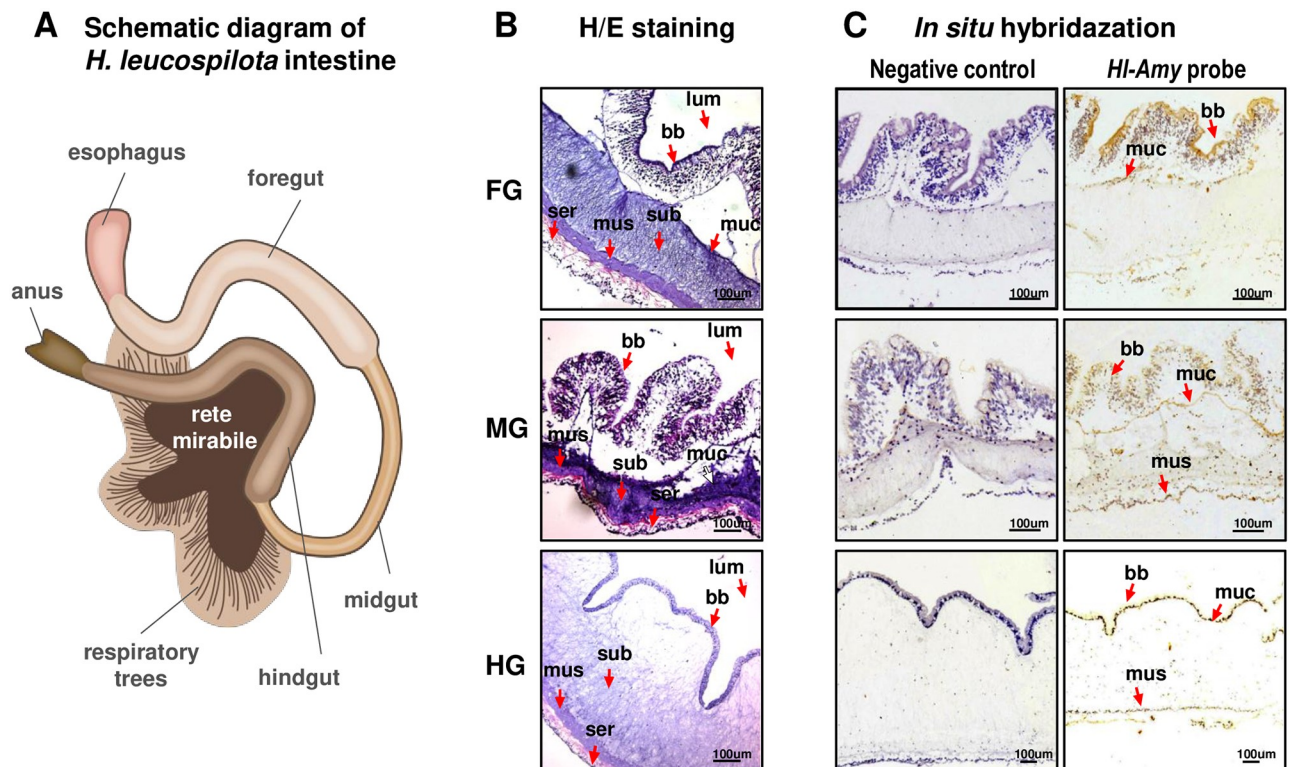 A Schematic diagram of
H. leucospilota intestine
esophagus
foregut
anus
rete
mirabile
midgut
respiratory
trees
hindgut
B H/E staining
FG
lum
bb
ser
mus
sub
muc
100um
MG
lum
bb
mus
sub
muc
ser
100um
HG
lum
bb
sub
mus
ser
100um
C In situ hybridazation
Negative control
Hl-Amy probe
100um
bb
muc
100um
100um
bb
muc
mus
100um
100um
bb
muc
mus
100um